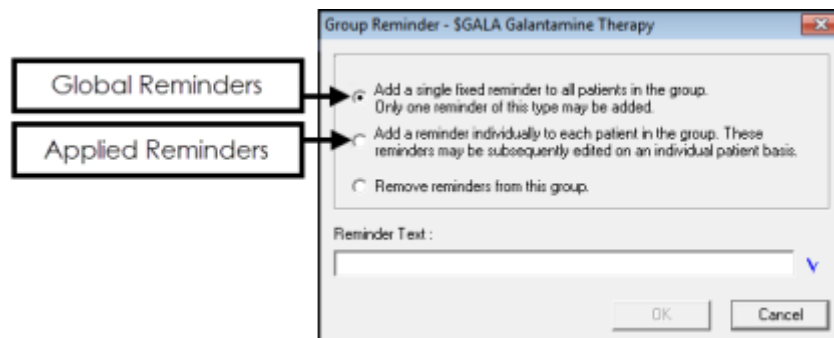 Group Reminder - $GALA Galantamine Therapy
Global Reminders
Add a single fixed reminder to all patients in the group.
Only one reminder of this type may be added.
Applied Reminders
Add a reminder individually to each patient in the group. These
reminders may be subsequently edited on an individual patient basis.
Remove reminders from this group.
Reminder Text :
OK
Cancel